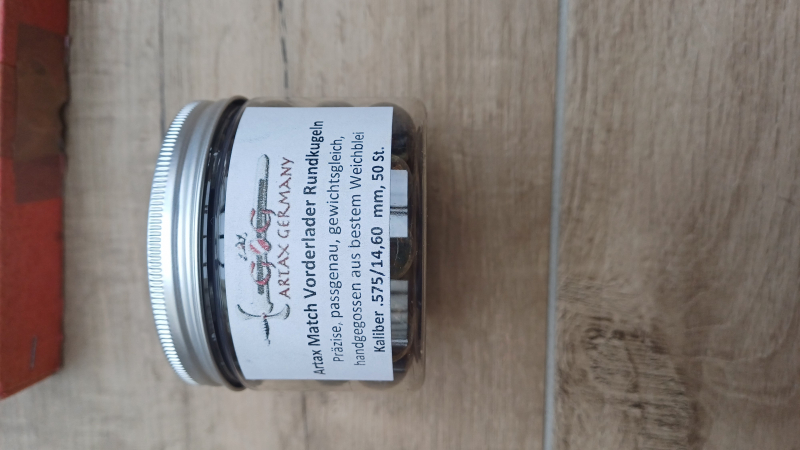 ARTAX GERMANY
Artax Match Vorderlader Rundkugeln
Präzise, passgenau, gewichtsgleich,
handgegossen aus bestem Weichblei
Kaliber .575/14,60 mm, 50 St.